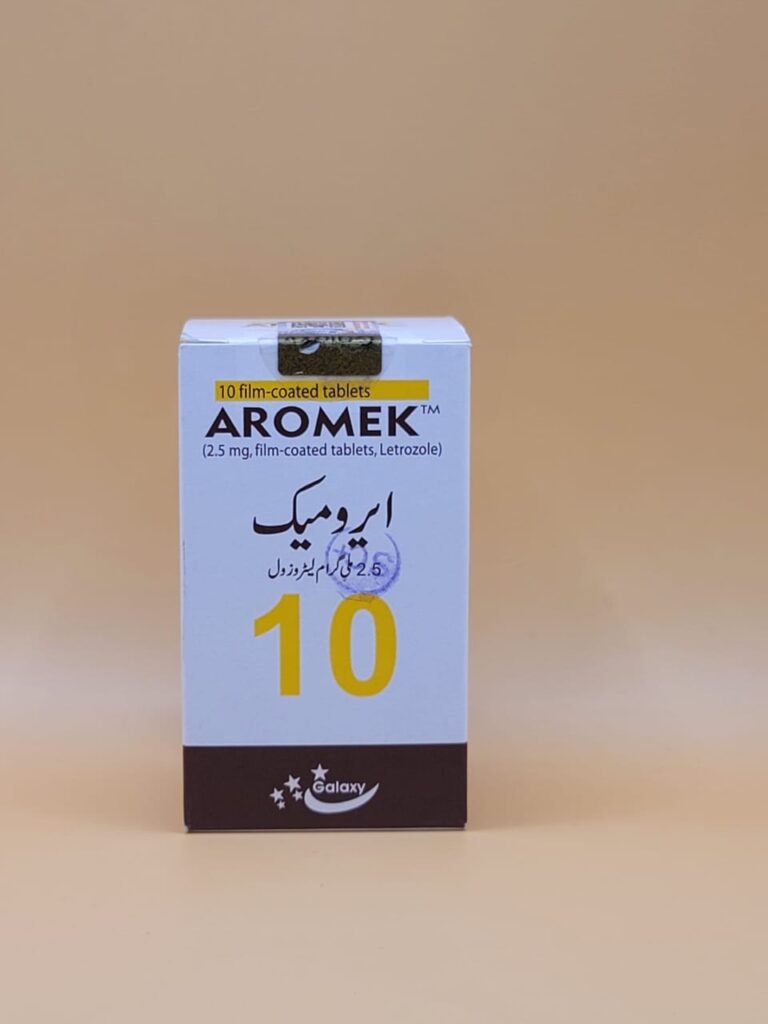 10 film-coated tablets
AROMEK™
(2.5 mg, film-coated tablets, Letrozole)
ایرومیک
2.5 ملی گرام لیٹروزول
10
Galaxy